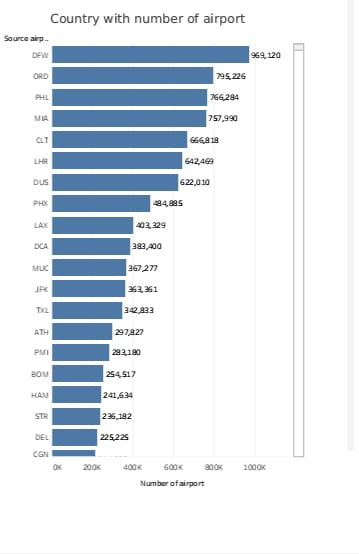 Country with number of airport
Source airp..
DFW 969,120
ORD 795,226
PHL 766,284
MIA 757,990
CLT 666,818
LHR 642,469
DUS 622,010
PHX 484,885
LAX 403,329
DCA 383,400
MUC 367,277
JFK 363,361
TXL 342,833
ATH 297,827
PMI 283,180
BOM 254,517
HAM 241,634
STR 236,182
DEL 225,225
CGN
0K 200K 400K 600K 800K 1000K
Number of airport